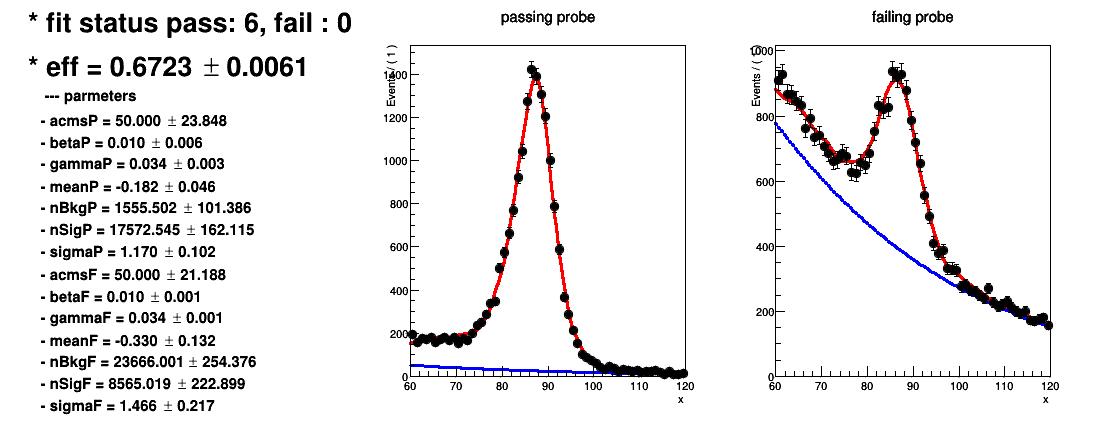 * fit status pass: 6, fail : 0
* eff = 0.6723 ± 0.0061
--- parmeters
- acmsP = 50.000 ± 23.848
- betaP = 0.010 ± 0.006
- gammaP = 0.034 ± 0.003
- meanP = -0.182 ± 0.046
- nBkgP = 1555.502 ± 101.386
- nSigP = 17572.545 ± 162.115
- sigmaP = 1.170 ± 0.102
- acmsF = 50.000 ± 21.188
- betaF = 0.010 ± 0.001
- gammaF = 0.034 ± 0.001
- meanF = -0.330 ± 0.132
- nBkgF = 23666.001 ± 254.376
- nSigF = 8565.019 ± 222.899
- sigmaF = 1.466 ± 0.217
passing probe
Events / ( 1 )
1400
1200
1000
800
600
400
200
0
60 70 80 90 100 110 120
x
failing probe
Events / ( 1 )
1000
800
600
400
200
0
60 70 80 90 100 110 120
x